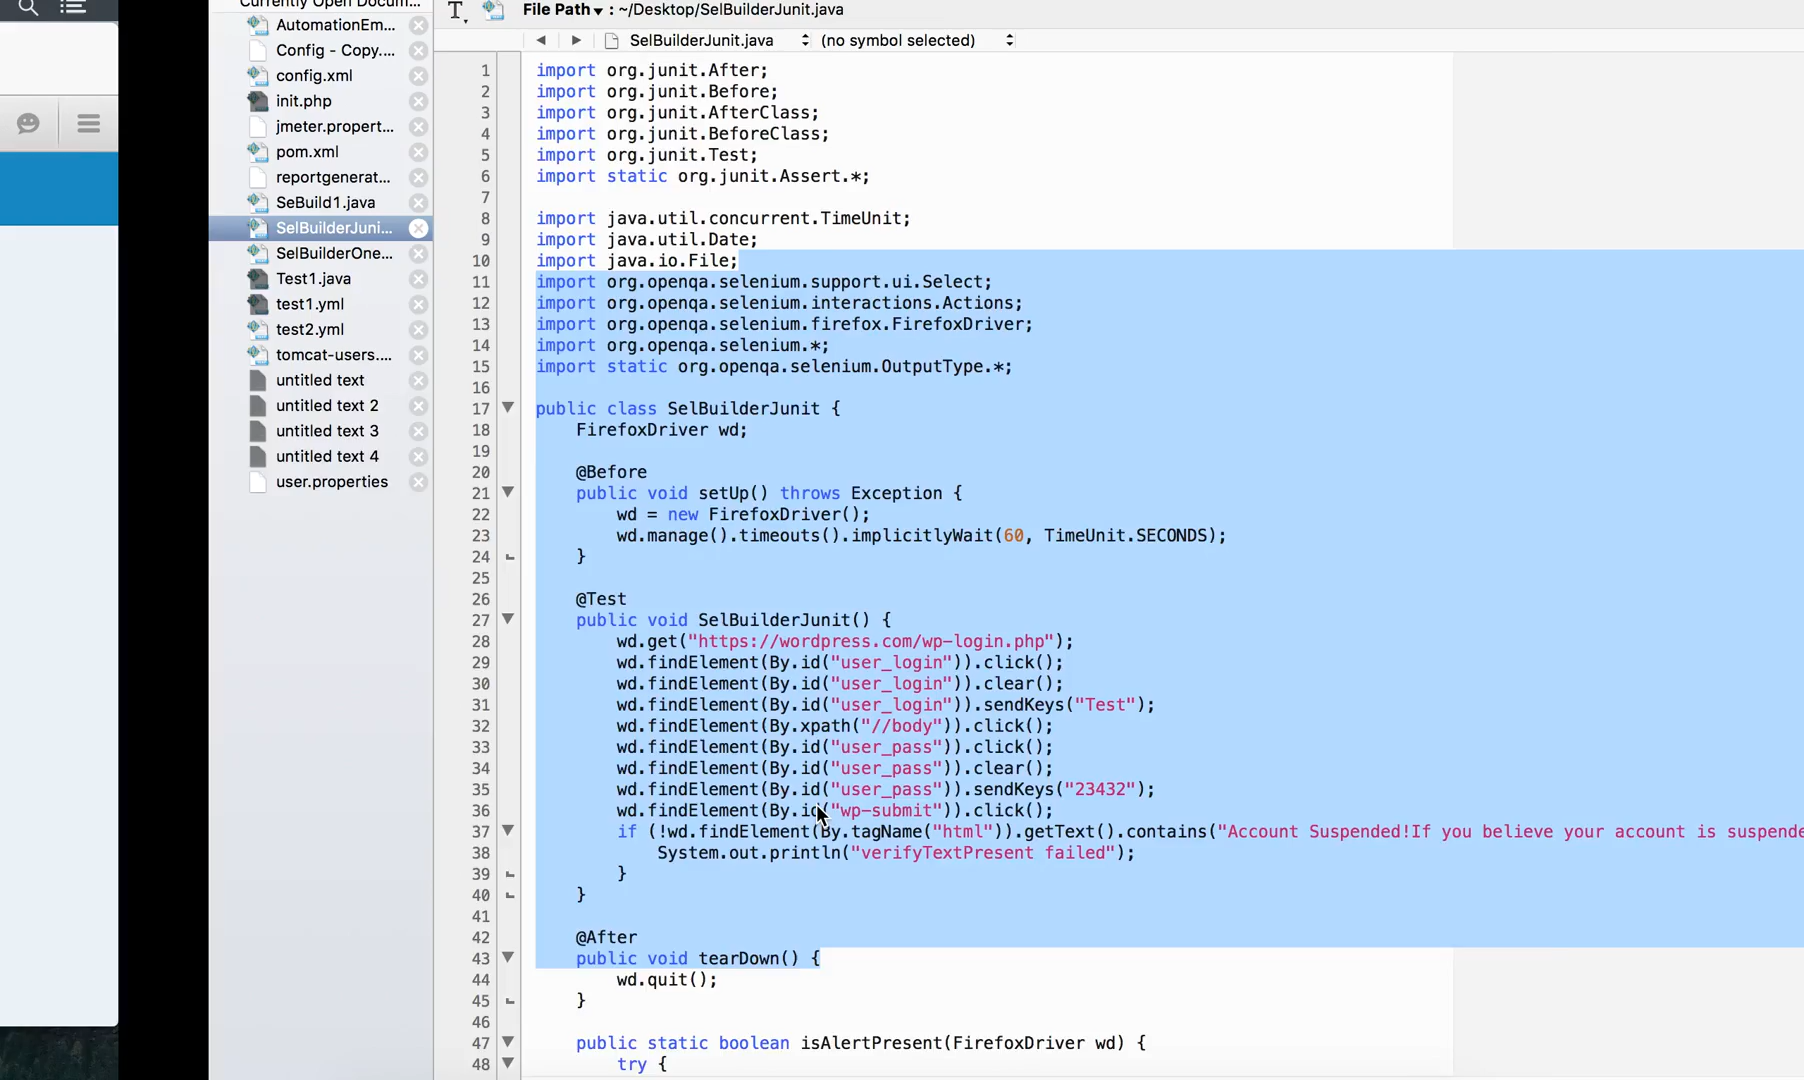 Currently Open Docum...
AutomationEm...
Config - Copy....
config.xml
init.php
jmeter.propert...
pom.xml
reportgenerat...
SeBuild1.java
SelBuilderJuni...
SelBuilderOne...
Test1.java
test1.yml
test2.yml
tomcat-users....
untitled text
untitled text 2
untitled text 3
untitled text 4
user.properties
File Path ▾ : ~/Desktop/SelBuilderJunit.java
SelBuilderJunit.java (no symbol selected)
1 import org.junit.After;
2 import org.junit.Before;
3 import org.junit.AfterClass;
4 import org.junit.BeforeClass;
5 import org.junit.Test;
6 import static org.junit.Assert.*;
7
8 import java.util.concurrent.TimeUnit;
9 import java.util.Date;
10 import java.io.File;
11 import org.openqa.selenium.support.ui.Select;
12 import org.openqa.selenium.interactions.Actions;
13 import org.openqa.selenium.firefox.FirefoxDriver;
14 import org.openqa.selenium.*;
15 import static org.openqa.selenium.OutputType.*;
16
17 public class SelBuilderJunit {
18 FirefoxDriver wd;
19
20 @Before
21 public void setUp() throws Exception {
22 wd = new FirefoxDriver();
23 wd.manage().timeouts().implicitlyWait(60, TimeUnit.SECONDS);
24 }
25
26 @Test
27 public void SelBuilderJunit() {
28 wd.get("https://wordpress.com/wp-login.php");
29 wd.findElement(By.id("user_login")).click();
30 wd.findElement(By.id("user_login")).clear();
31 wd.findElement(By.id("user_login")).sendKeys("Test");
32 wd.findElement(By.xpath("//body")).click();
33 wd.findElement(By.id("user_pass")).click();
34 wd.findElement(By.id("user_pass")).clear();
35 wd.findElement(By.id("user_pass")).sendKeys("23432");
36 wd.findElement(By.id("wp-submit")).click();
37 if (!wd.findElement(By.tagName("html")).getText().contains("Account Suspended!If you believe your account is suspende
38 System.out.println("verifyTextPresent failed");
39 }
40 }
41
42 @After
43 public void tearDown() {
44 wd.quit();
45 }
46
47 public static boolean isAlertPresent(FirefoxDriver wd) {
48 try {